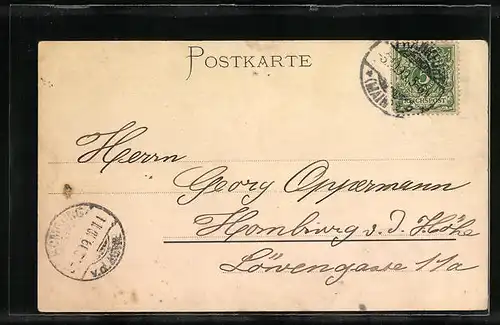 POSTKARTE
Herrn
Georg Oppermann
Homburg v. d. Höhe
Löwengasse 11a